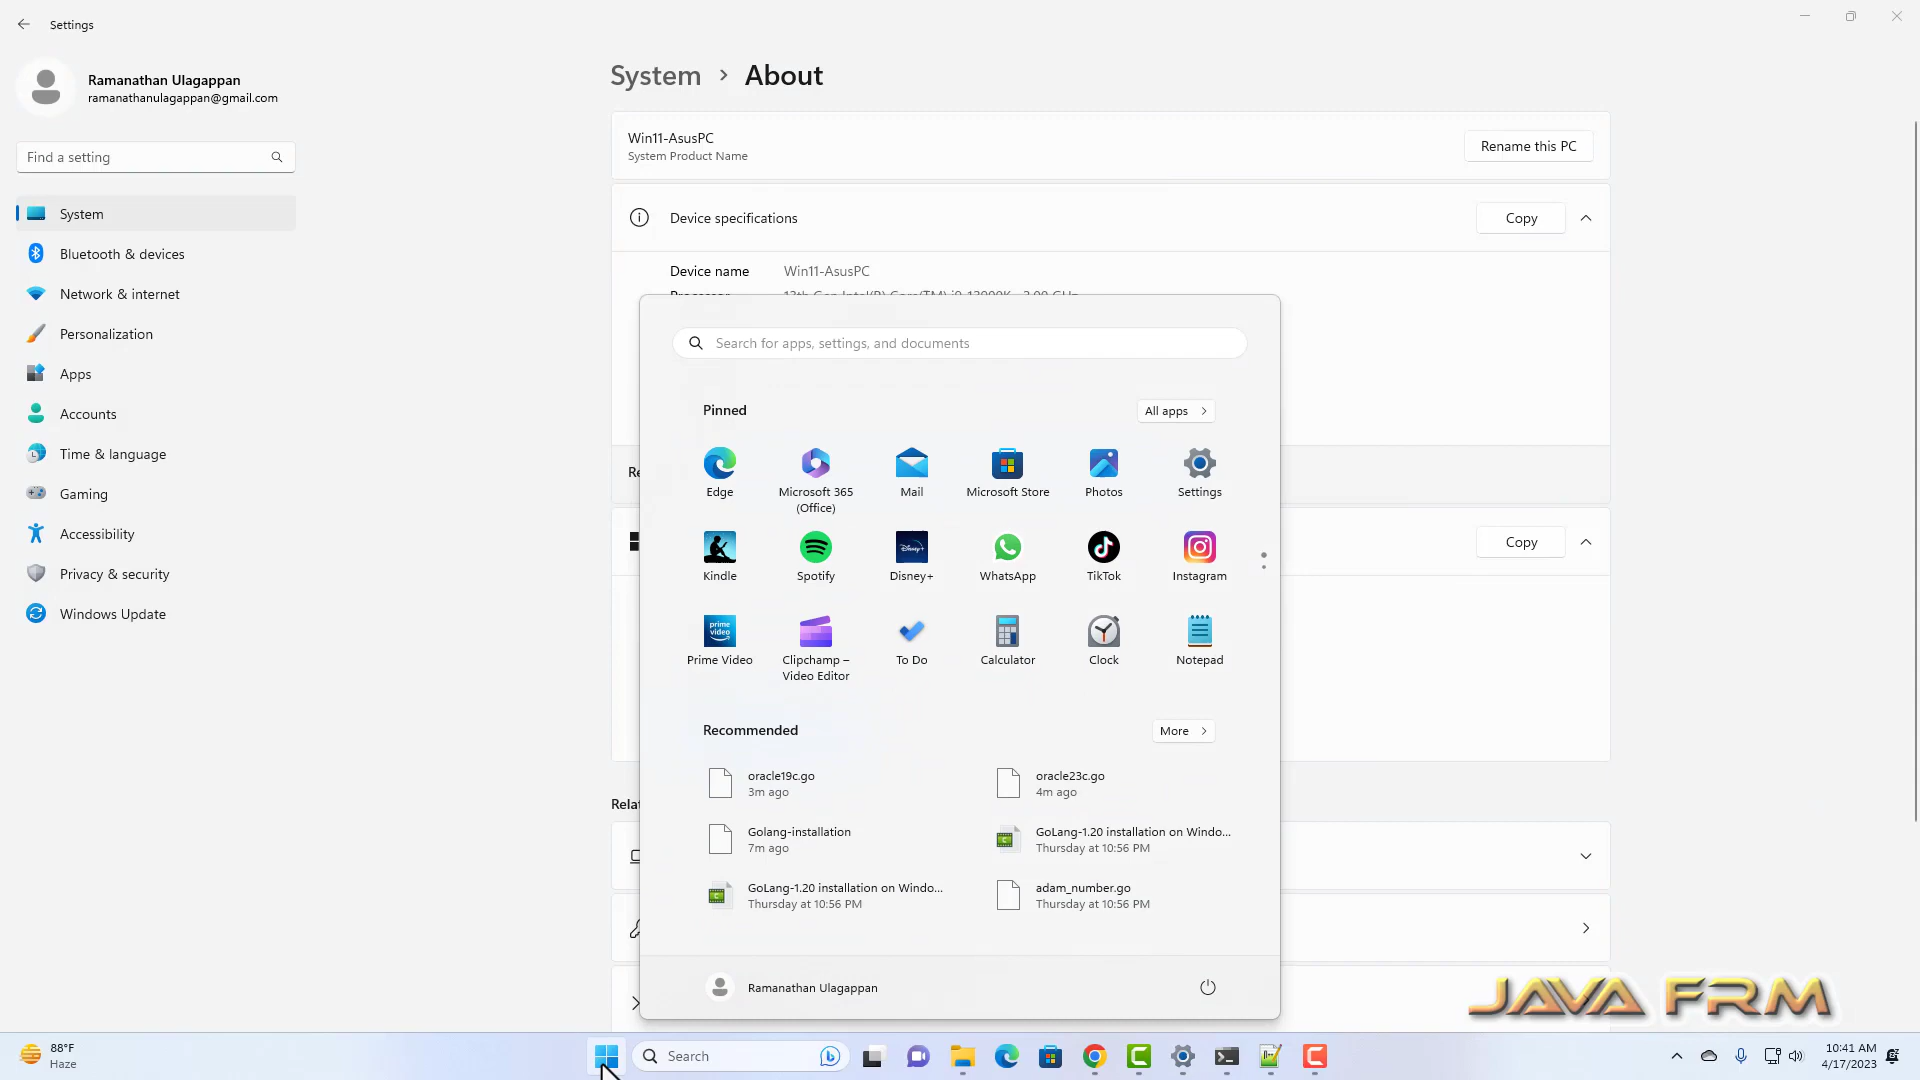 Settings
Ramanathan Ulagappan
ramanathanulagappan@gmail.com
Find a setting
System
Bluetooth & devices
Network & internet
Personalization
Apps
Accounts
Time & language
Gaming
Accessibility
Privacy & security
Windows Update
System > About
Win11-AsusPC
System Product Name
Rename this PC
Device specifications
Copy
Device name Win11-AsusPC
Search for apps, settings, and documents
Pinned
All apps
Edge
Microsoft 365
(Office)
Mail
Microsoft Store
Photos
Settings
Kindle
Spotify
Disney+
WhatsApp
TikTok
Instagram
prime
video
Prime Video
Clipchamp –
Video Editor
To Do
Calculator
Clock
Notepad
Copy
Recommended
More
oracle19c.go
3m ago
oracle23c.go
4m ago
Golang-installation
7m ago
GoLang-1.20 installation on Windo...
Thursday at 10:56 PM
GoLang-1.20 installation on Windo...
Thursday at 10:56 PM
adam_number.go
Thursday at 10:56 PM
Ramanathan Ulagappan
JAVA FRM
88°F
Haze
Search
10:41 AM
4/17/2023